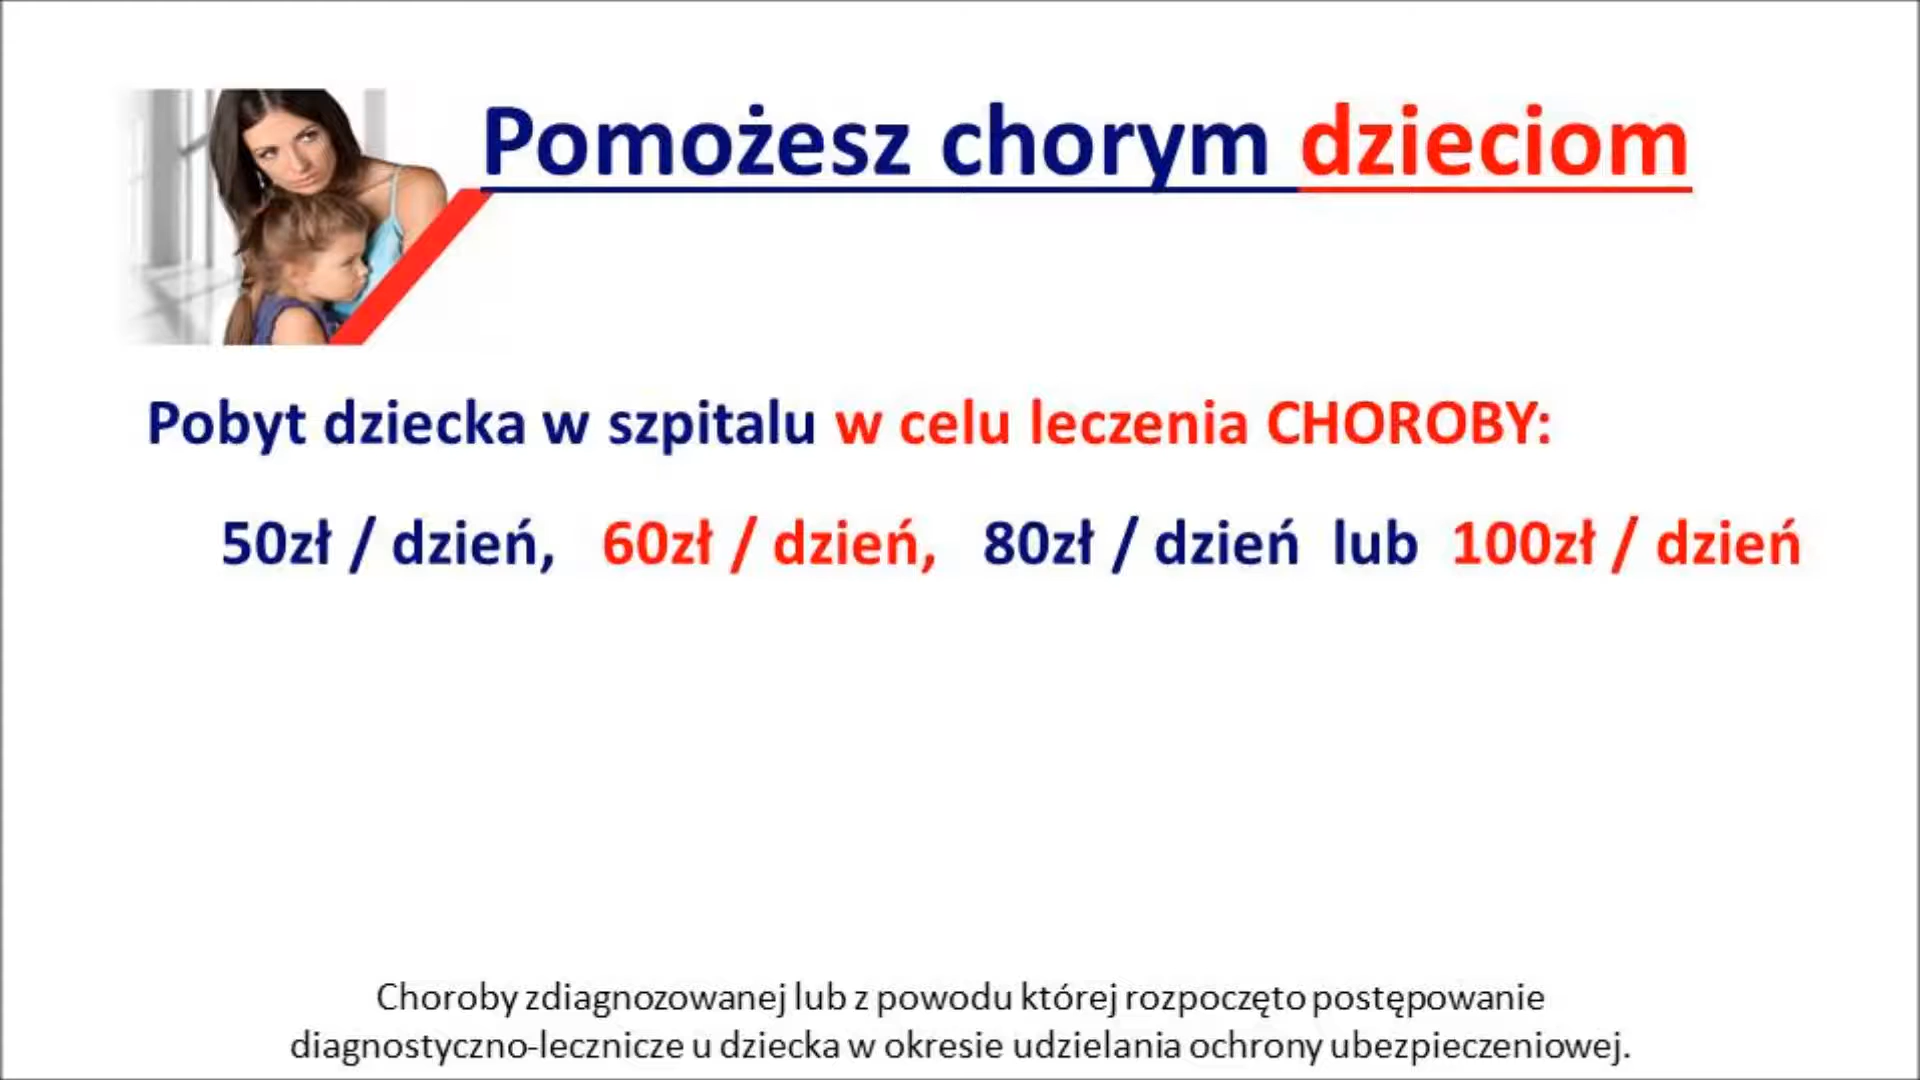 Pomożesz chorym dzieciom
Pobyt dziecka w szpitalu w celu leczenia CHOROBY:
50zł / dzień, 60zł / dzień, 80zł / dzień lub 100zł / dzień
Choroby zdiagnozowanej lub z powodu której rozpoczęto postępowanie
diagnostyczno-lecznicze u dziecka w okresie udzielania ochrony ubezpieczeniowej.